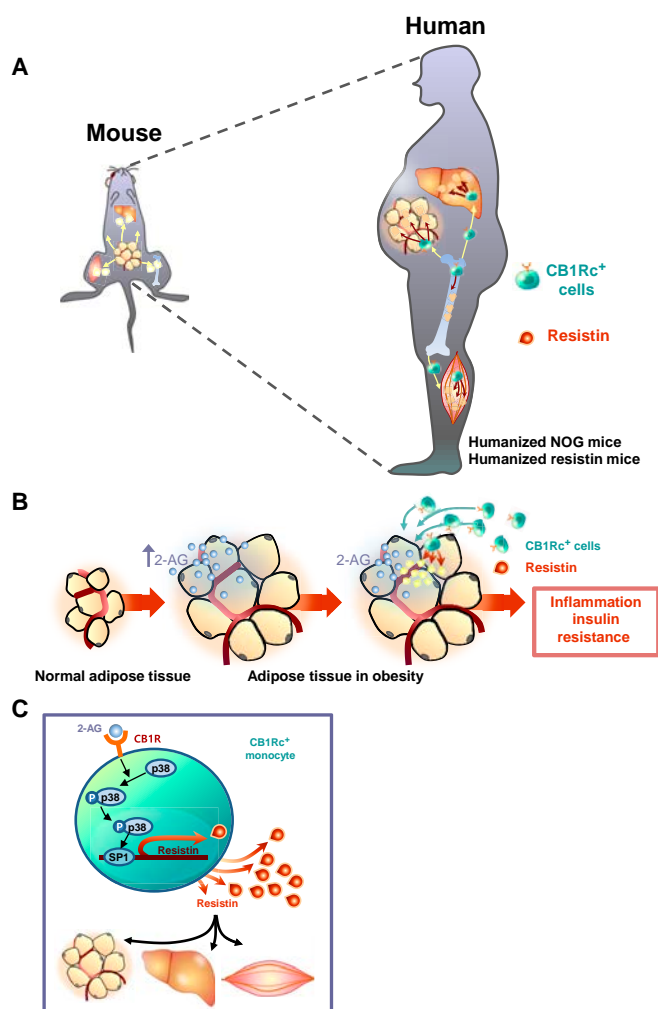 Human
A
Mouse
CB1Rc⁺
cells
Resistin
Humanized NOG mice
Humanized resistin mice
B
2-AG
2-AG
CB1Rc⁺ cells
Resistin
Inflammation
insulin
resistance
Normal adipose tissue
Adipose tissue in obesity
C
2-AG
CB1R
CB1Rc⁺
monocyte
p38
P p38
P p38
SP1
Resistin
Resistin